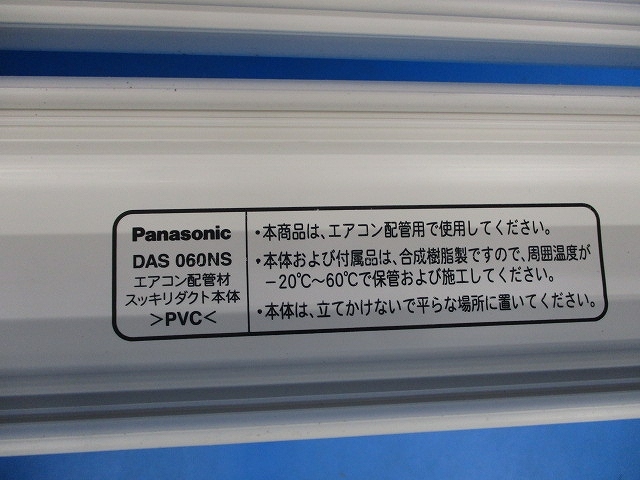 Panasonic
DAS 060NS
エアコン配管材
スッキリダクト本体
>PVC<
・本商品は、エアコン配管用で使用してください。
・本体および付属品は、合成樹脂製ですので、周囲温度が
－20℃～60℃で保管および施工してください。
・本体は、立てかけないで平らな場所に置いてください。